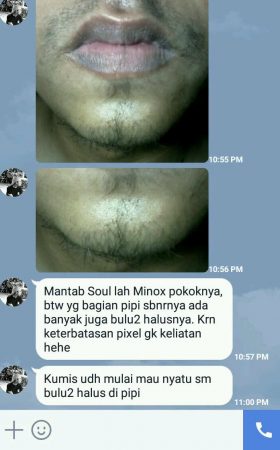 10:55 PM
10:56 PM
Mantab Soul lah Minox pokoknya,
btw yg bagian pipi sbnrnya ada
banyak juga bulu2 halusnya. Krn
keterbatasan pixel gk keliatan
hehe
10:57 PM
Kumis udh mulai mau nyatu sm
bulu2 halus di pipi
11:00 PM